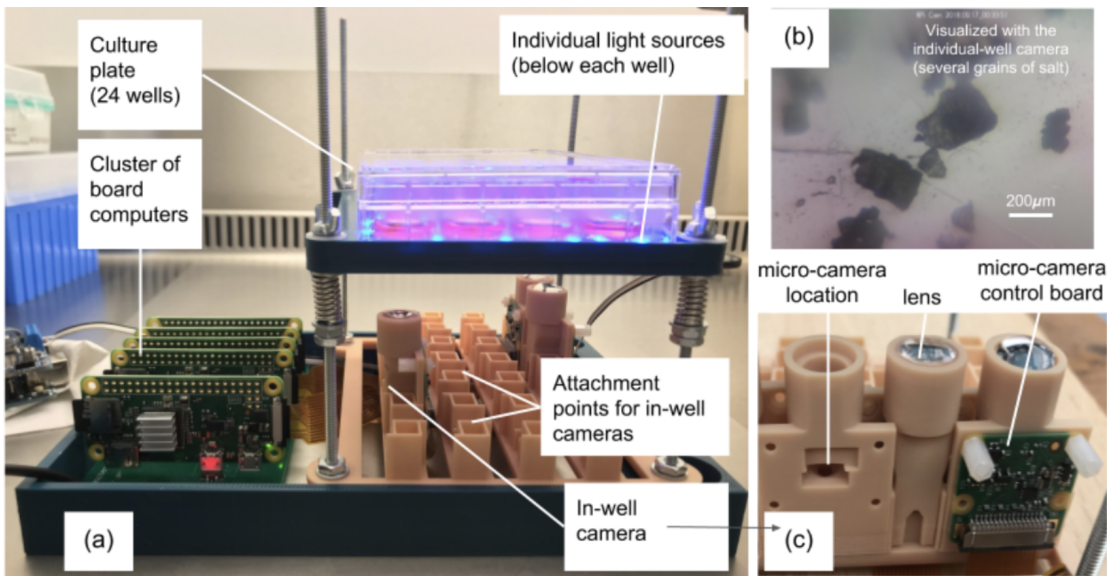 Culture
plate
(24 wells)
Individual light sources
(below each well)
Cluster of
board
computers
Attachment
points for in-well
cameras
In-well
camera
(a)
(b)
Visualized with the
individual-well camera
(several grains of salt)
200µm
micro-camera
location
lens
micro-camera
control board
(c)